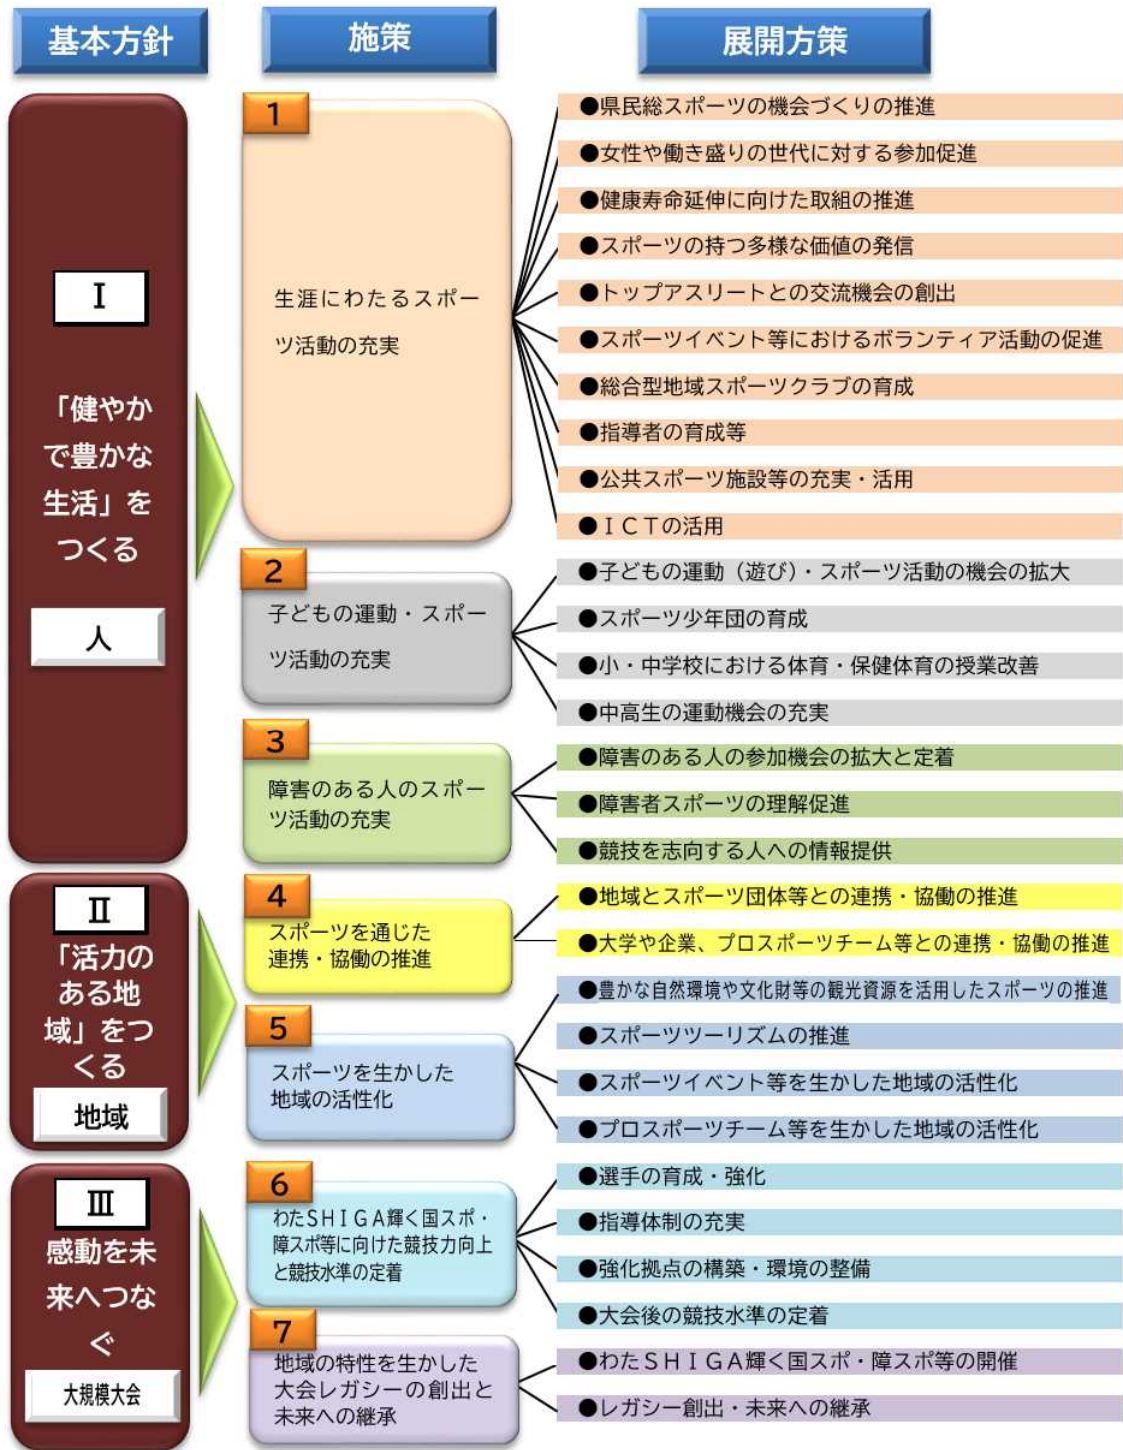 基本方針
施策
展開方策
Ⅰ
「健やか
で豊かな
生活」を
つくる
人
1
生涯にわたるスポー
ツ活動の充実
●県民総スポーツの機会づくりの推進
●女性や働き盛りの世代に対する参加促進
●健康寿命延伸に向けた取組の推進
●スポーツの持つ多様な価値の発信
●トップアスリートとの交流機会の創出
●スポーツイベント等におけるボランティア活動の促進
●総合型地域スポーツクラブの育成
●指導者の育成等
●公共スポーツ施設等の充実・活用
●ＩＣＴの活用
2
子どもの運動・スポー
ツ活動の充実
●子どもの運動（遊び）・スポーツ活動の機会の拡大
●スポーツ少年団の育成
●小・中学校における体育・保健体育の授業改善
●中高生の運動機会の充実
3
障害のある人のスポー
ツ活動の充実
●障害のある人の参加機会の拡大と定着
●障害者スポーツの理解促進
●競技を志向する人への情報提供
Ⅱ
「活力の
ある地
域」をつ
くる
地域
4
スポーツを通じた
連携・協働の推進
●地域とスポーツ団体等との連携・協働の推進
●大学や企業、プロスポーツチーム等との連携・協働の推進
5
スポーツを生かした
地域の活性化
●豊かな自然環境や文化財等の観光資源を活用したスポーツの推進
●スポーツツーリズムの推進
●スポーツイベント等を生かした地域の活性化
●プロスポーツチーム等を生かした地域の活性化
Ⅲ
感動を未
来へつな
ぐ
大規模大会
6
わたＳＨＩＧＡ輝く国スポ・
障スポ等に向けた競技力向上
と競技水準の定着
●選手の育成・強化
●指導体制の充実
●強化拠点の構築・環境の整備
●大会後の競技水準の定着
7
地域の特性を生かした
大会レガシーの創出と
未来への継承
●わたＳＨＩＧＡ輝く国スポ・障スポ等の開催
●レガシー創出・未来への継承